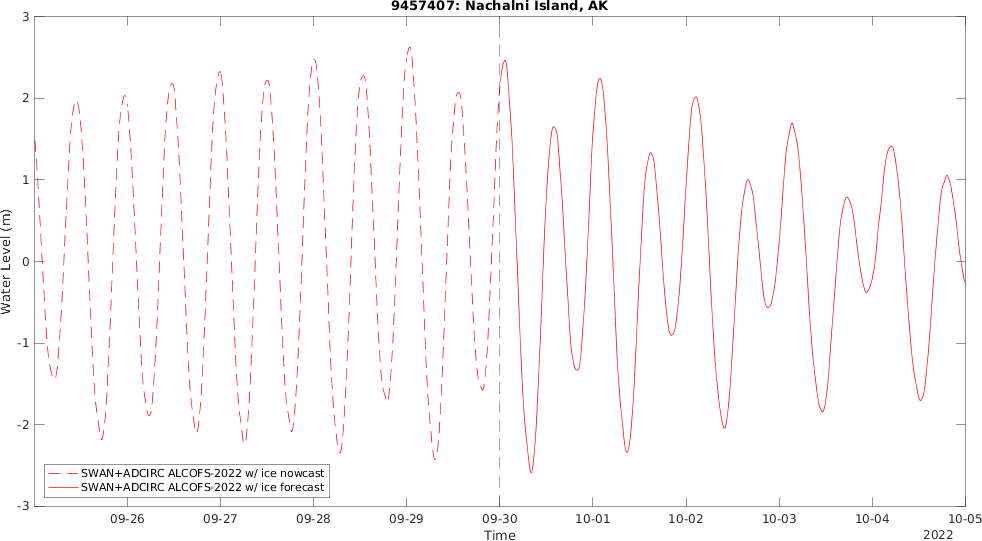 9457407: Nachalni Island, AK
3
2
1
0
-1
-2
-3
Water Level (m)
SWAN+ADCIRC ALCOFS-2022 w/ ice nowcast
SWAN+ADCIRC ALCOFS-2022 w/ ice forecast
09-26 09-27 09-28 09-29 09-30 10-01 10-02 10-03 10-04 10-05
Time
2022